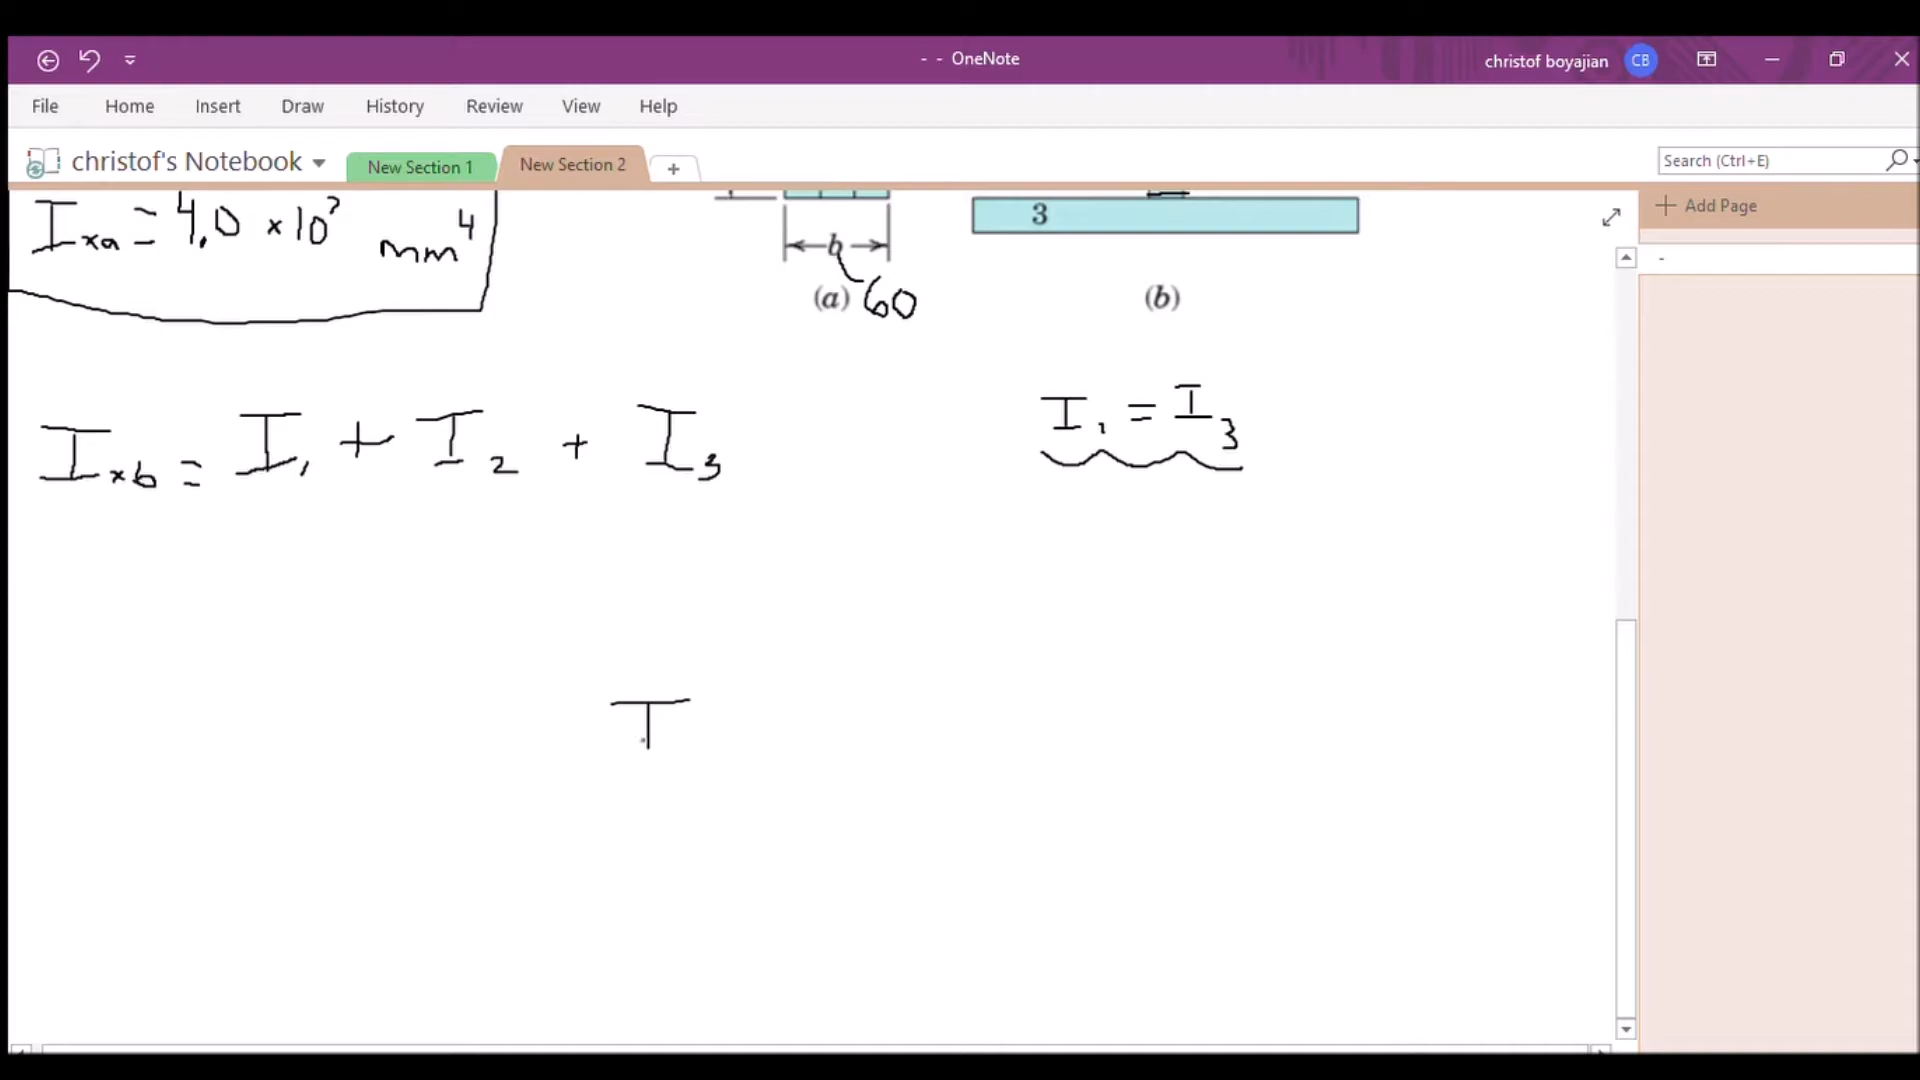 - - OneNote
christof boyajian CB
File Home Insert Draw History Review View Help
christof's Notebook New Section 1 New Section 2 +
Search (Ctrl+E)
+ Add Page
-
Ixa = 4.0 × 10⁷ mm⁴
3
b
60
(a) (b)
I₁ = I₃
Ixb = I₁ + I₂ + I₃
I